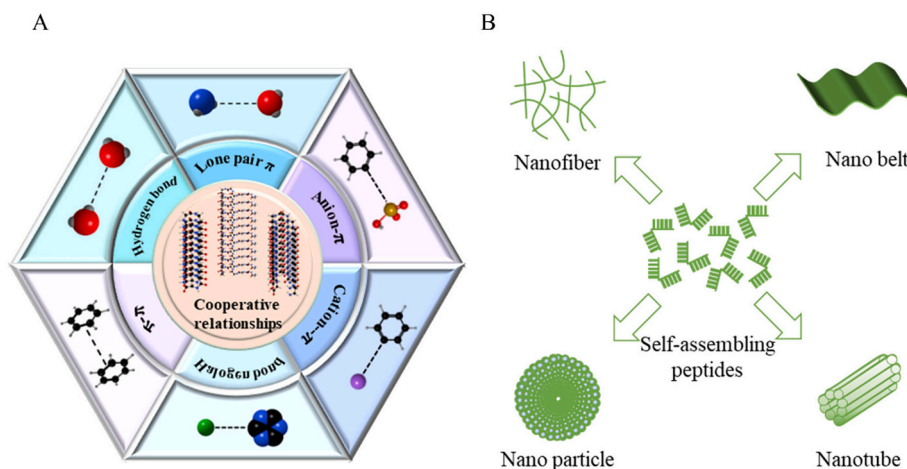 A
Lone pair π
Anion-π
Cation-π
Halogen bond
π-π
Hydrogen bond
Cooperative
relationships
B
Nanofiber
Nano belt
Self-assembling
peptides
Nano particle
Nanotube